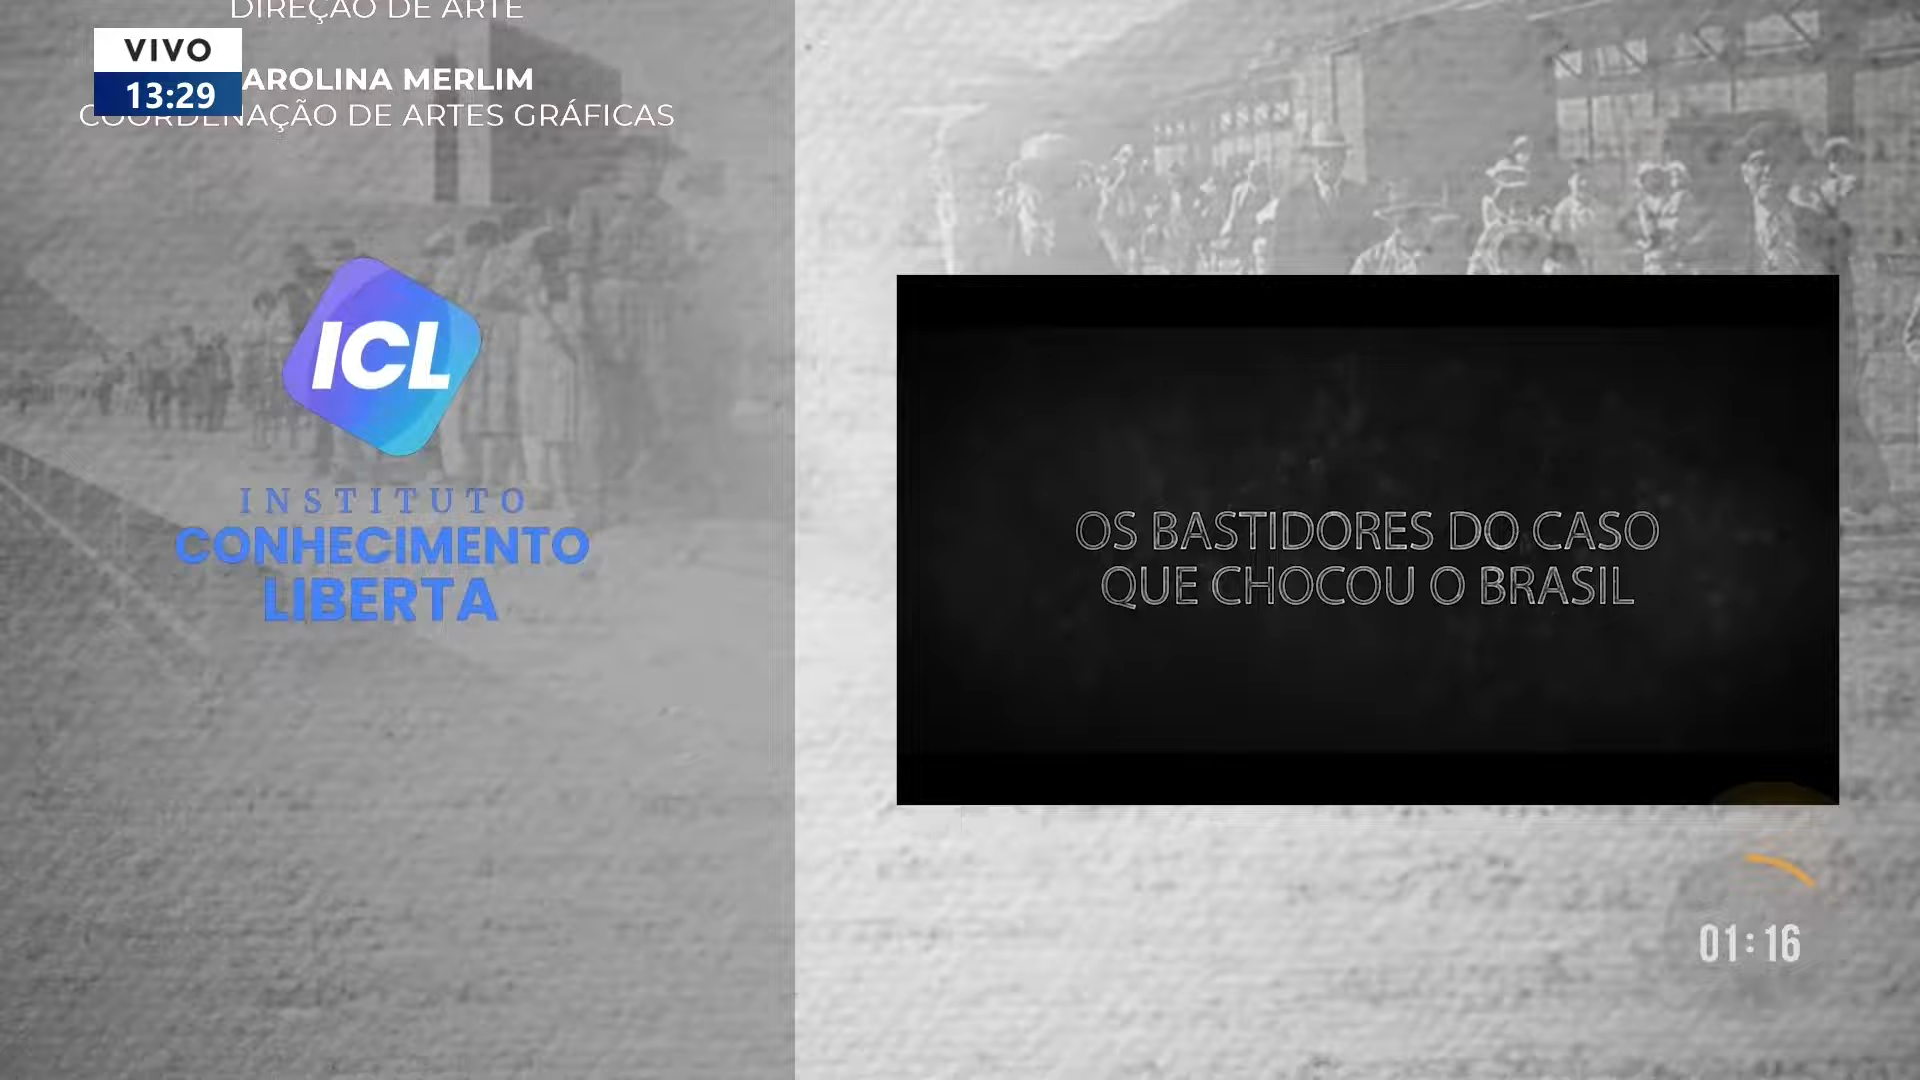 DIREÇÃO DE ARTE
VIVO
13:29
AROLINA MERLIM
COORDENAÇÃO DE ARTES GRÁFICAS
ICL
INSTITUTO
CONHECIMENTO
LIBERTA
OS BASTIDORES DO CASO
QUE CHOCOU O BRASIL
01:16